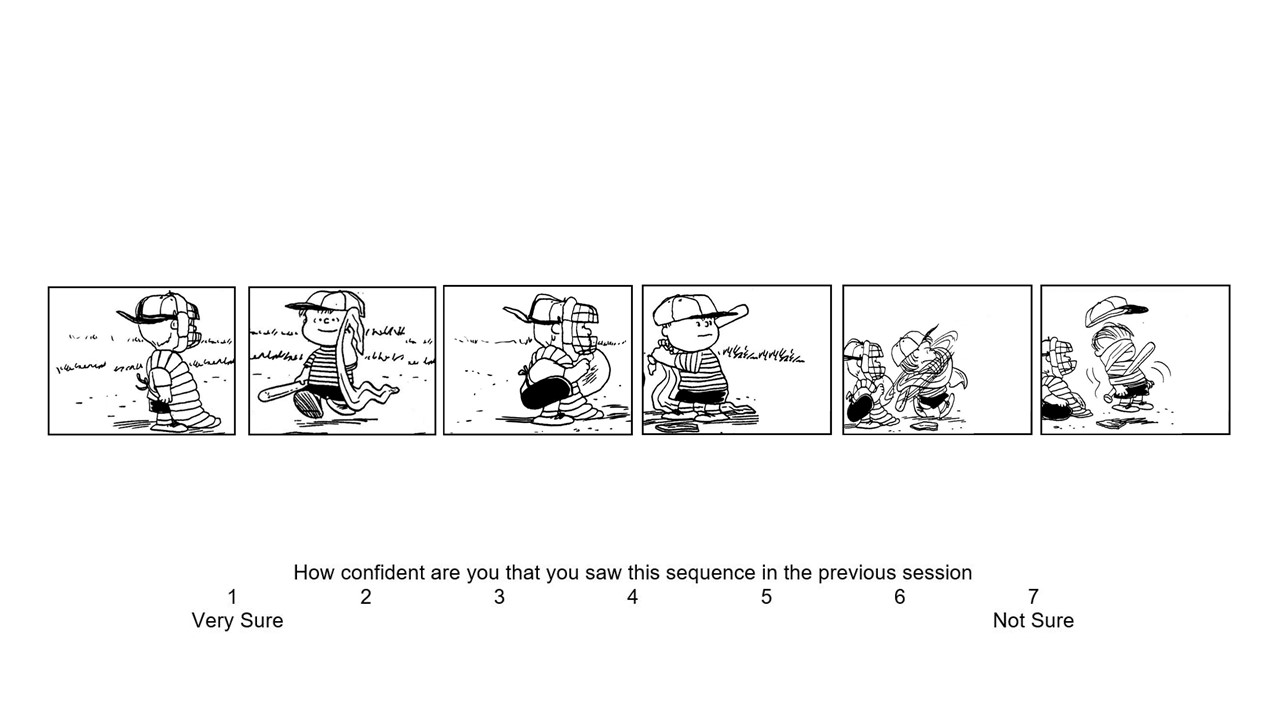 How confident are you that you saw this sequence in the previous session
1 2 3 4 5 6 7
Very Sure Not Sure